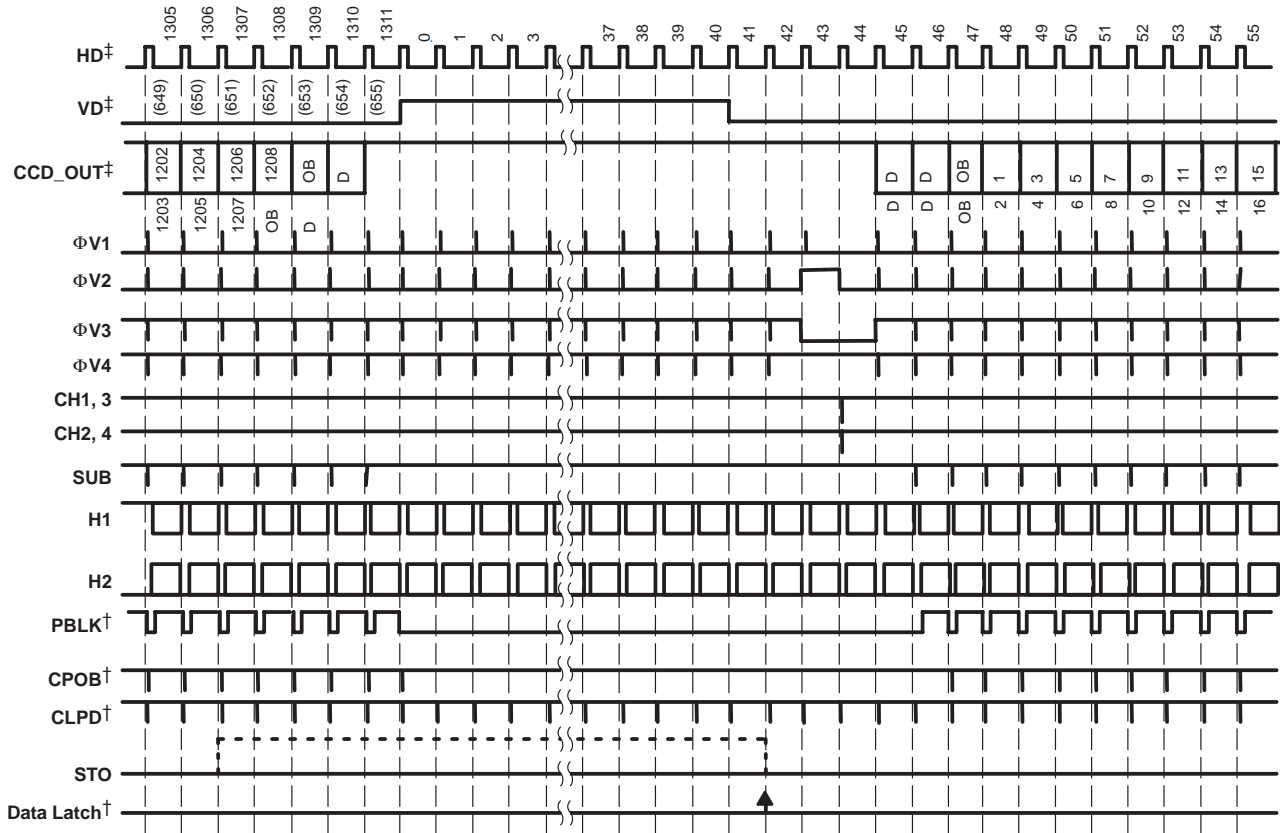 1305 1306 1307 1308 1309 1310 1311 0 1 2 3 37 38 39 40 41 42 43 44 45 46 47 48 49 50 51 52 53 54 55
HD‡
(649) (650) (651) (652) (653) (654) (655)
VD‡
1202 1204 1206 1208 OB D D D OB 1 3 5 7 9 11 13 15
CCD_OUT‡
1203 1205 1207 OB D D D OB 2 4 6 8 10 12 14 16
ΦV1
ΦV2
ΦV3
ΦV4
CH1, 3
CH2, 4
SUB
H1
H2
PBLK†
CPOB†
CLPD†
STO
Data Latch†